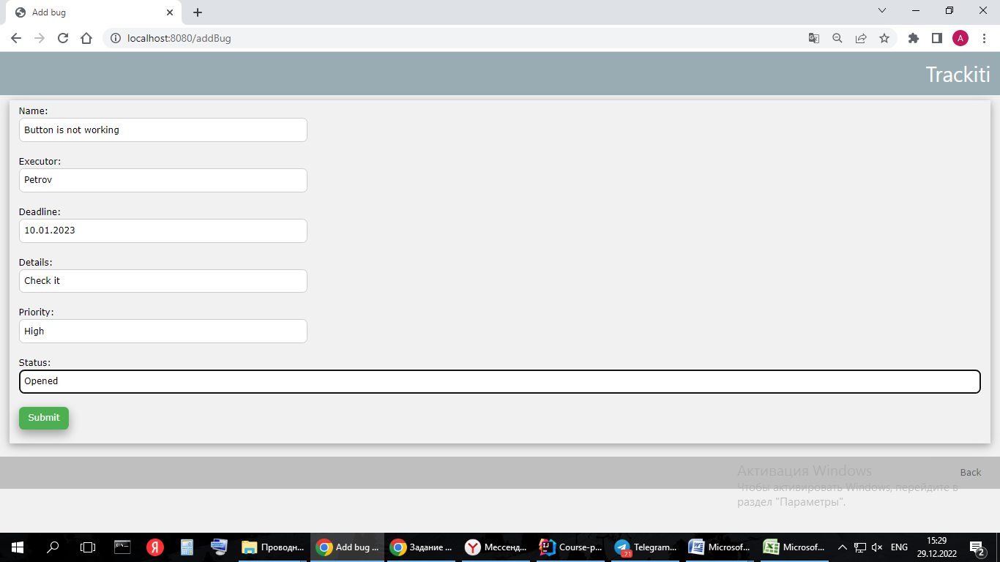 Add bug
localhost:8080/addBug
A
Trackiti
Name:
Button is not working
Executor:
Petrov
Deadline:
10.01.2023
Details:
Check it
Priority:
High
Status:
Opened
Submit
Активация Windows
Back
Чтобы активировать Windows, перейдите в
раздел "Параметры".
Я
Проводн...
Add bug ...
Задание ...
Мессенд...
Course-p...
Telegram...
Microsof...
Microsof...
ENG
15:29
29.12.2022
2